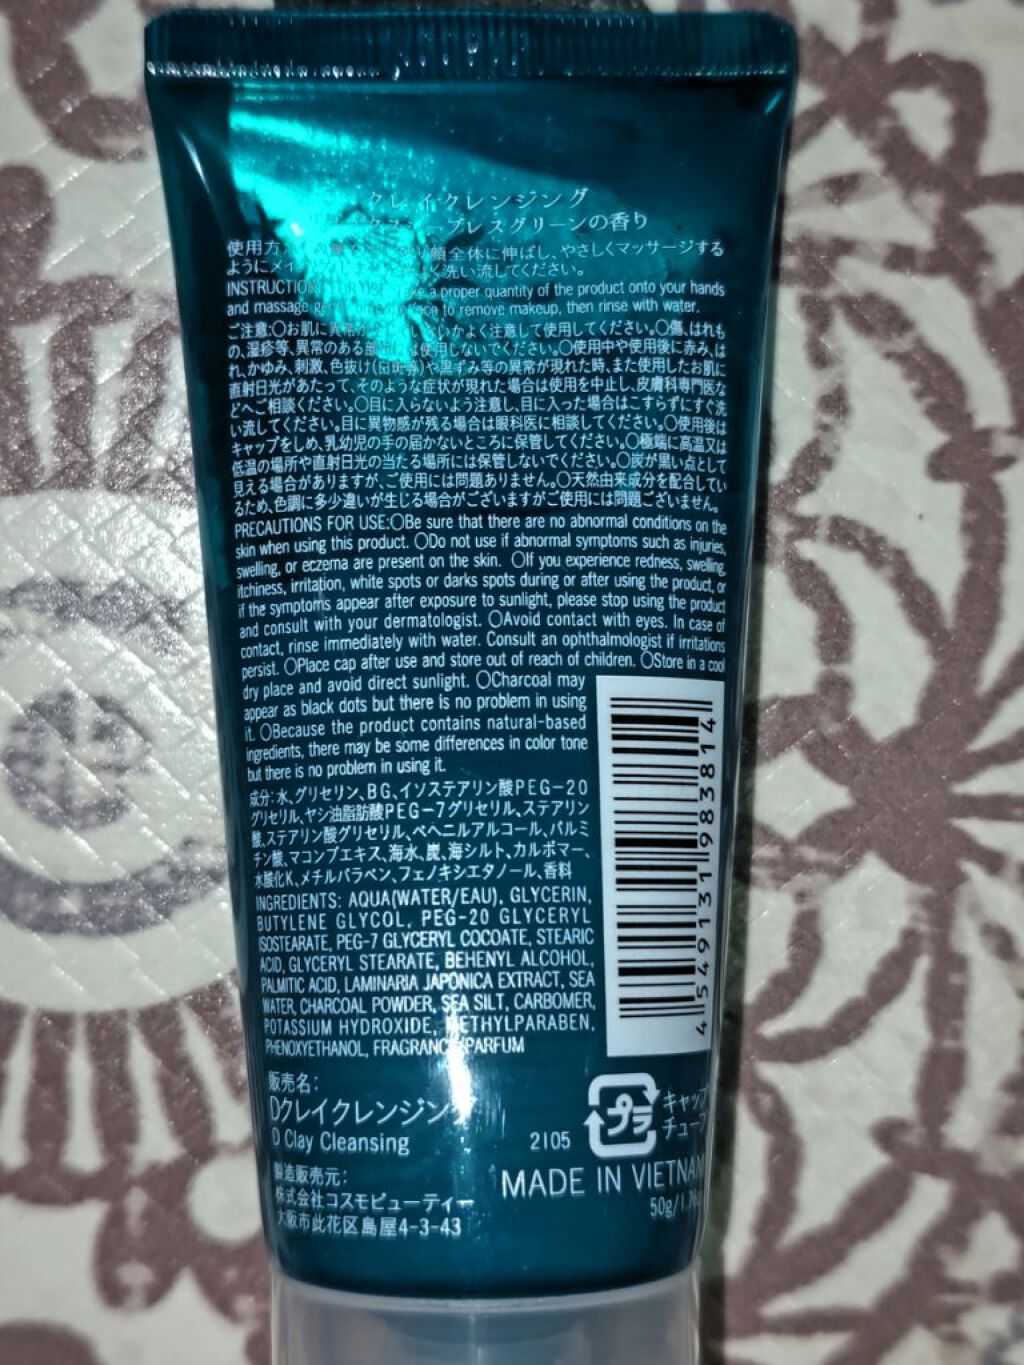 クレイクレンジング
プレスグリーンの香り
使用方 顔全体に伸ばし、やさしくマッサージする
ようにメイ 洗い流してください。
INSTRUCTION a proper quantity of the product onto your hands
and massage to remove makeup, then rinse with water.
ご注意:○お肌に異常が いかよく注意して使用してください。○傷、はれも
の、湿疹等、異常のある部 は使用しないでください。○使用中や使用後に赤み、は
れ、かゆみ、刺激、色抜け(白斑等)や黒ずみ等の異常が現れた時、また使用したお肌に
直射日光があたって、そのような症状が現れた場合は使用を中止し、皮膚科専門医な
どへご相談ください。○目に入らないよう注意し、目に入った場合はこすらずにすぐ洗
い流してください。目に異物感が残る場合は眼科医に相談してください。○使用後は
キャップをしめ、乳幼児の手の届かないところに保管してください。○極端に高温又は
低温の場所や直射日光の当たる場所には保管しないでください。○炭が黒い点として
見える場合がありますが、ご使用には問題ありません。○天然由来成分を配合してい
るため、色調に多少違いが生じる場合がございますがご使用には問題ございません。
PRECAUTIONS FOR USE:○Be sure that there are no abnormal conditions on the
skin when using this product. ○Do not use if abnormal symptoms such as injuries,
swelling, or eczema are present on the skin. ○If you experience redness, swelling,
itchiness, irritation, white spots or darks spots during or after using the product, or
if the symptoms appear after exposure to sunlight, please stop using the product
and consult with your dermatologist. ○Avoid contact with eyes. In case of
contact, rinse immediately with water. Consult an ophthalmologist if irritations
persist. ○Place cap after use and store out of reach of children. ○Store in a cool
dry place and avoid direct sunlight. ○Charcoal may
appear as black dots but there is no problem in using
it. ○Because the product contains natural-based
ingredients, there may be some differences in color tone
but there is no problem in using it.
成分:水、グリセリン、BG、イソステアリン酸PEG-20
グリセリル、ヤシ油脂肪酸PEG-7グリセリル、ステアリン
酸、ステアリン酸グリセリル、ベヘニルアルコール、パルミ
チン酸、マコンブエキス、海水、炭、海シルト、カルボマー、
水酸化K、メチルパラベン、フェノキシエタノール、香料
INGREDIENTS: AQUA(WATER/EAU), GLYCERIN,
BUTYLENE GLYCOL, PEG-20 GLYCERYL
ISOSTEARATE, PEG-7 GLYCERYL COCOATE, STEARIC
ACID, GLYCERYL STEARATE, BEHENYL ALCOHOL,
PALMITIC ACID, LAMINARIA JAPONICA EXTRACT, SEA
WATER, CHARCOAL POWDER, SEA SILT, CARBOMER,
POTASSIUM HYDROXIDE, METHYLPARABEN,
PHENOXYETHANOL, FRAGRANCE/PARFUM
4549131983814
販売名:
Dクレイクレンジング
D Clay Cleansing
製造販売元:
株式会社コスモビューティー
大阪市此花区島屋4-3-43
2105
プラ
キャップ
チューブ
MADE IN VIETNAM
50g/1.7